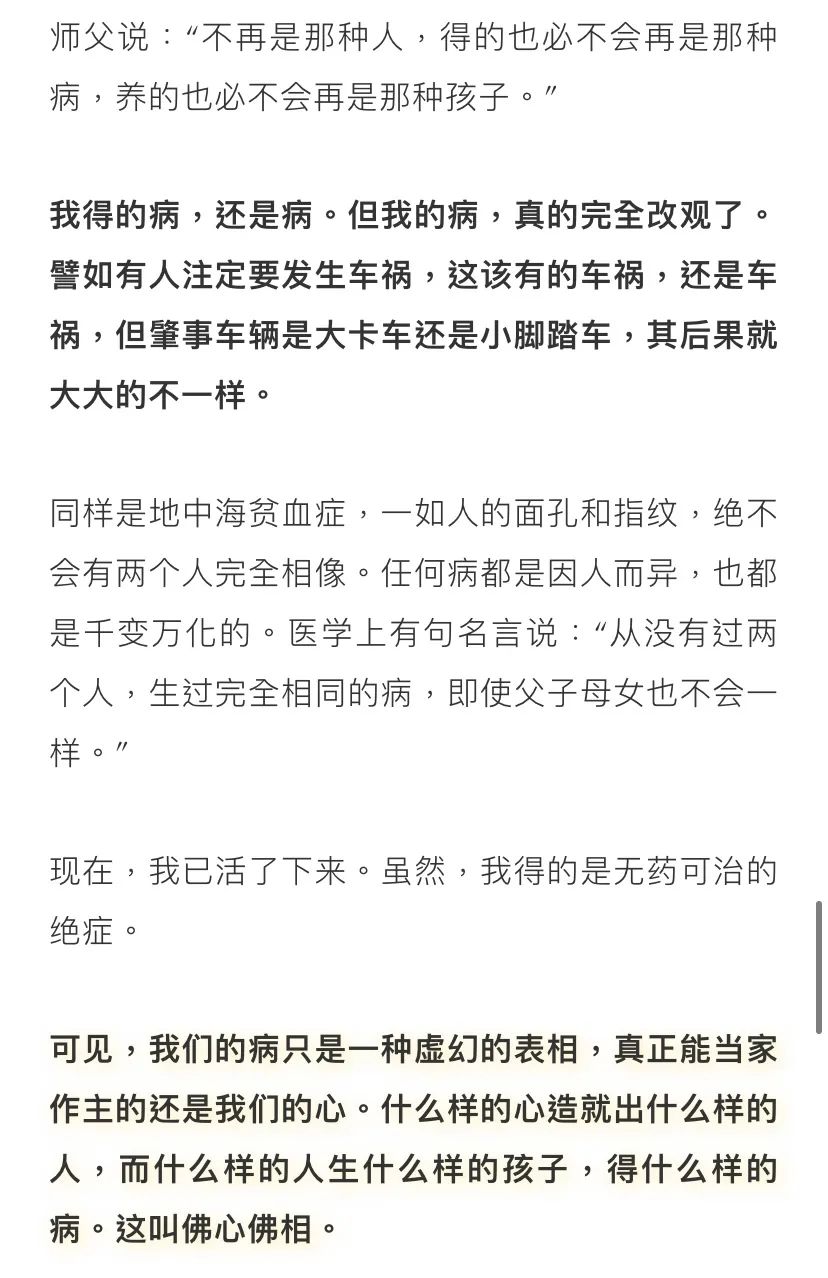 师父说：“不再是那种人，得的也必不会再是那种
病，养的也必不会再是那种孩子。”
我得的病，还是病。但我的病，真的完全改观了。
譬如有人注定要发生车祸，这该有的车祸，还是车
祸，但肇事车辆是大卡车还是小脚踏车，其后果就
大大的不一样。
同样是地中海贫血症，一如人的面孔和指纹，绝不
会有两个人完全相像。任何病都是因人而异，也都
是千变万化的。医学上有句名言说：“从没有过两
个人，生过完全相同的病，即使父子母女也不会一
样。”
现在，我已活了下来。虽然，我得的是无药可治的
绝症。
可见，我们的病只是一种虚幻的表相，真正能当家
作主的还是我们的心。什么样的心造就出什么样的
人，而什么样的人生什么样的孩子，得什么样的
病。这叫佛心佛相。